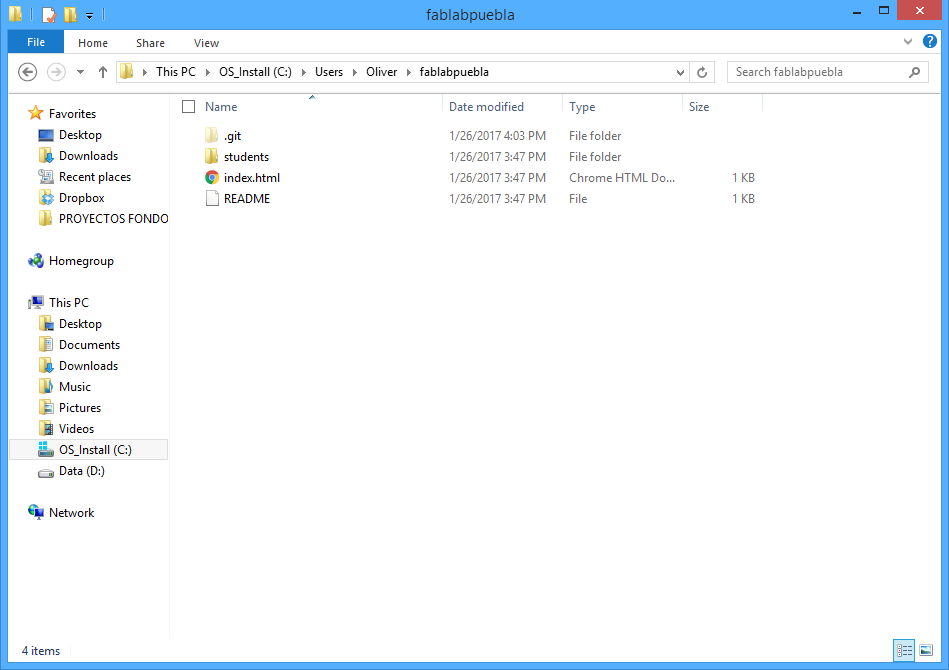 fablabpuebla
File Home Share View
This PC OS_Install (C:) Users Oliver fablabpuebla Search fablabpuebla
Favorites
Desktop
Downloads
Recent places
Dropbox
PROYECTOS FONDO
Homegroup
This PC
Desktop
Documents
Downloads
Music
Pictures
Videos
OS_Install (C:)
Data (D:)
Network
Name Date modified Type Size
.git 1/26/2017 4:03 PM File folder
students 1/26/2017 3:47 PM File folder
index.html 1/26/2017 3:47 PM Chrome HTML Do... 1 KB
README 1/26/2017 3:47 PM File 1 KB
4 items